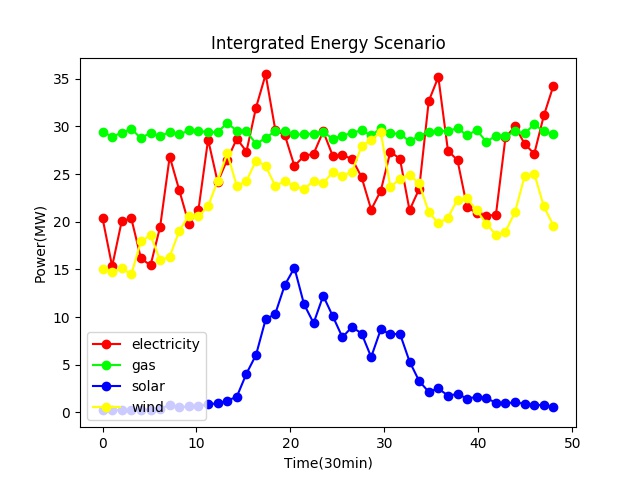 Intergrated Energy Scenario
Power(MW)
35
30
25
20
15
10
5
0
electricity
gas
solar
wind
0 10 20 30 40 50
Time(30min)